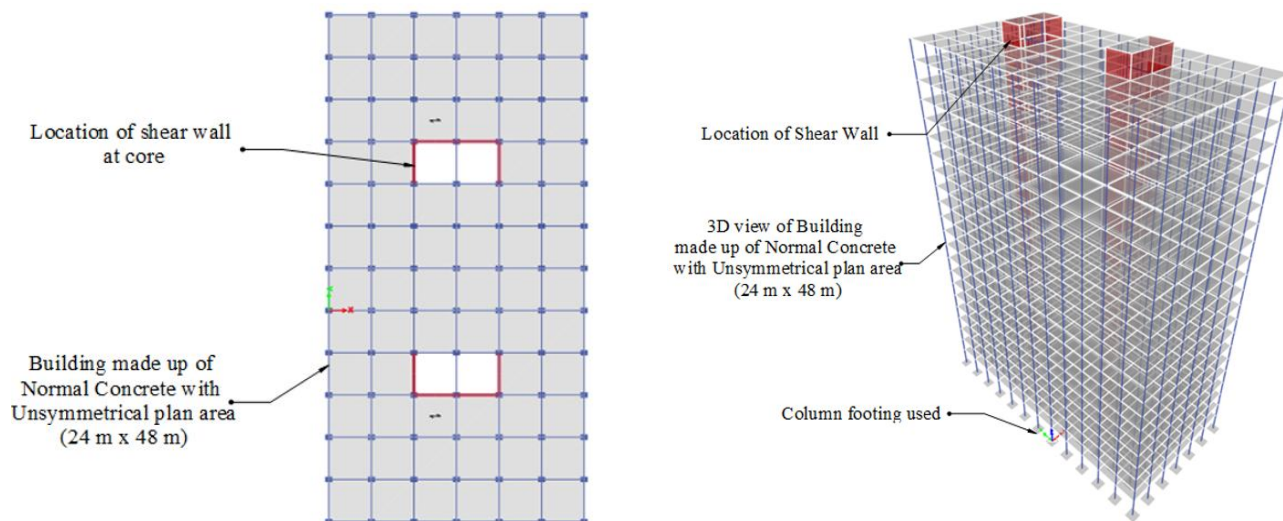 Location of shear wall
at core
Building made up of
Normal Concrete with
Unsymmetrical plan area
(24 m x 48 m)
Location of Shear Wall
3D view of Building
made up of Normal Concrete
with Unsymmetrical plan area
(24 m x 48 m)
Column footing used
X